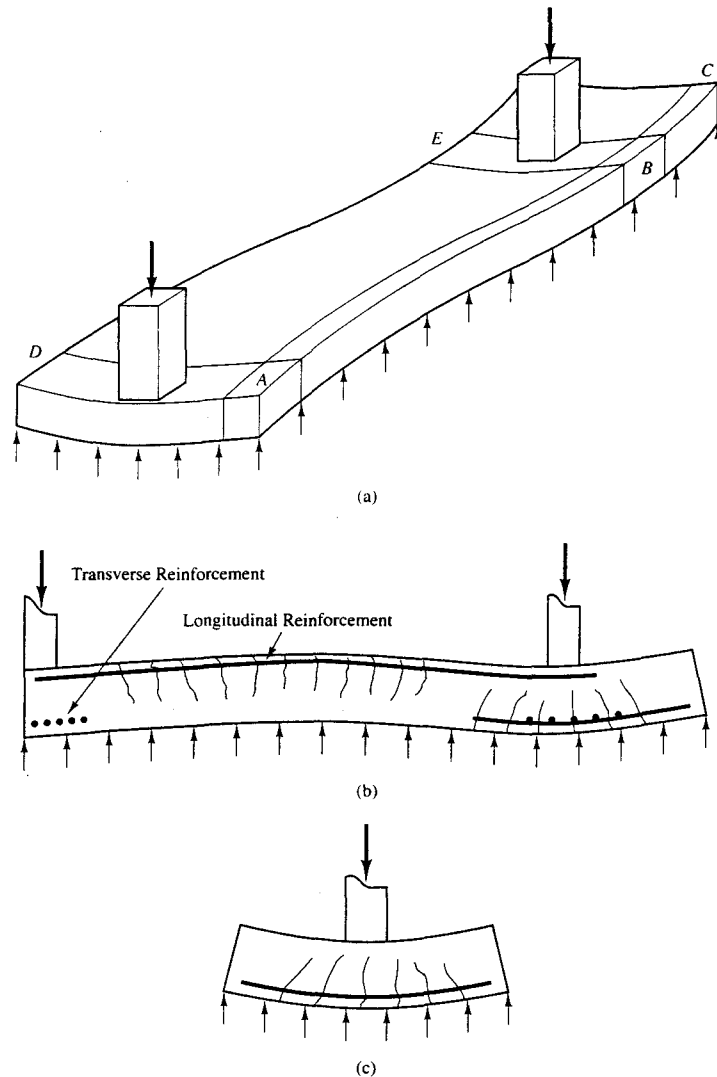 C
E
B
D
A
(a)
Transverse Reinforcement
Longitudinal Reinforcement
(b)
(c)